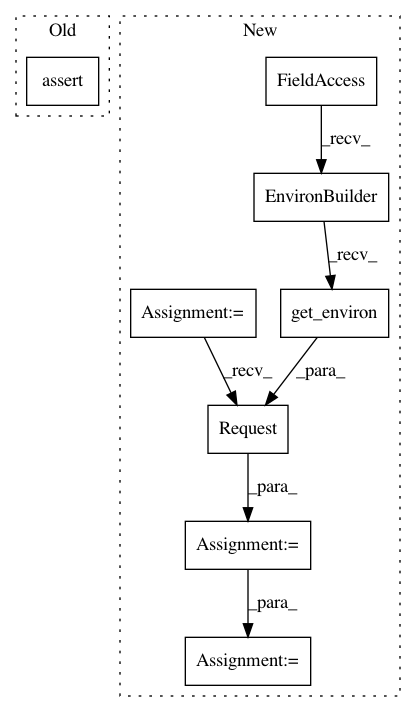 Old
New
assert
FieldAccess
_recv_
EnvironBuilder
_recv_
Assignment:=
get_environ
_recv_
_para_
Request
_para_
Assignment:=
_para_
Assignment:=